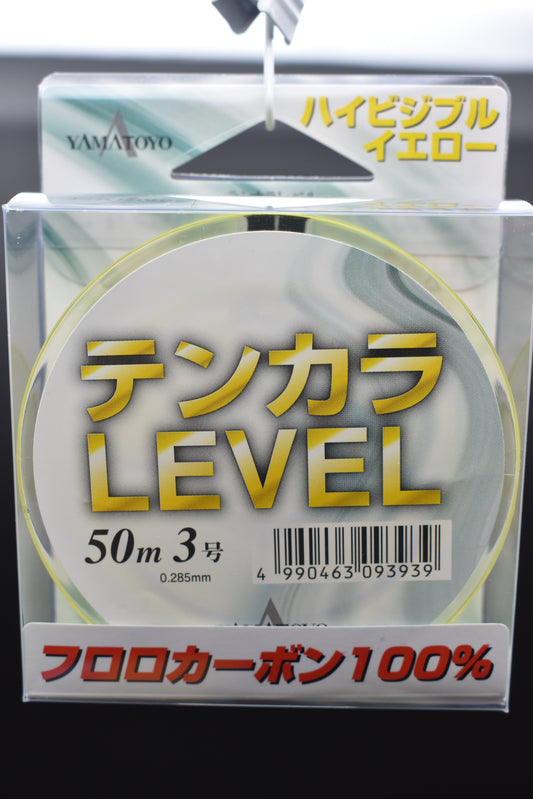 YAMATOYO
ハイビジブル
イエロー
テンカラ
LEVEL
50m 3号
0.285mm
4 990463 093939
YAMATOYO
フロロカーボン100%